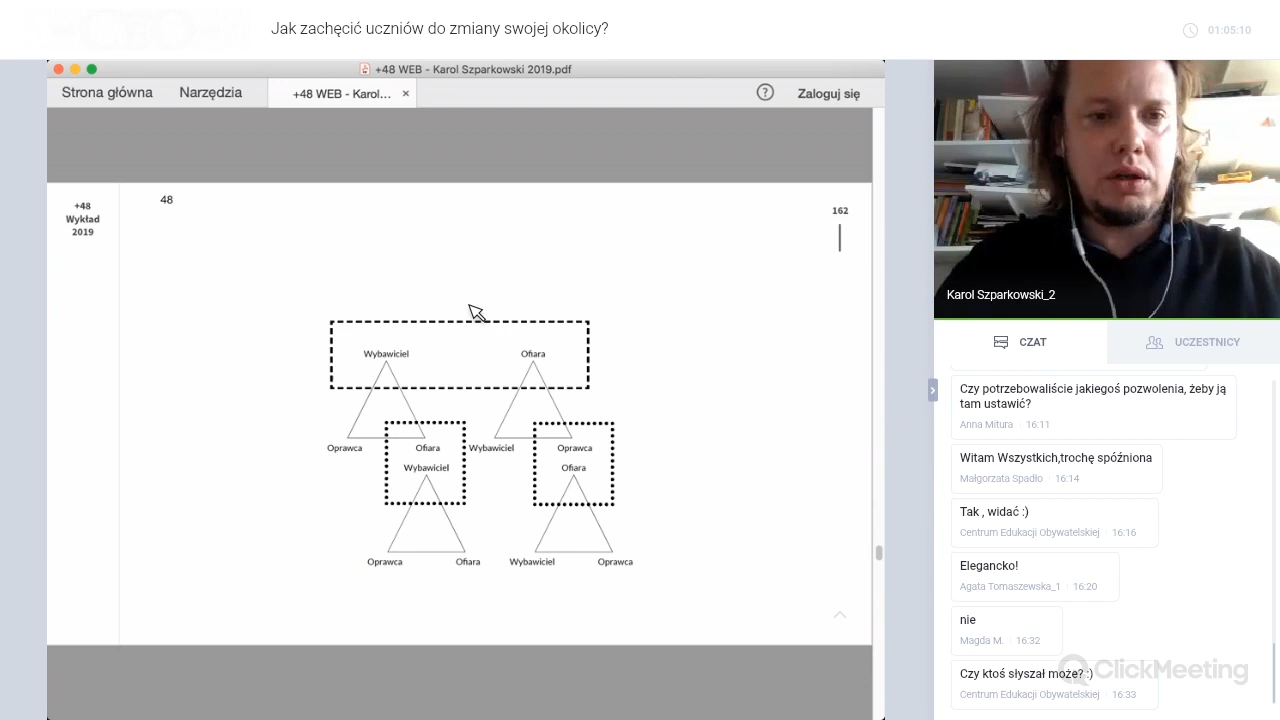 Jak zachęcić uczniów do zmiany swojej okolicy?
01:05:10
+48 WEB - Karol Szparkowski 2019.pdf
Strona główna
Narzędzia
+48 WEB - Karol... ×
?
Zaloguj się
+48
Wykład
2019
48
162
Wybawiciel
Ofiara
Oprawca
Ofiara
Wybawiciel
Oprawca
Wybawiciel
Ofiara
Oprawca
Ofiara
Wybawiciel
Oprawca
Karol Szparkowski_2
CZAT
UCZESTNICY
Czy potrzebowaliście jakiegoś pozwolenia, żeby ją
tam ustawić?
Anna Mitura 16:11
Witam Wszystkich,trochę spóźniona
Małgorzata Spadło 16:14
Tak , widać :)
Centrum Edukacji Obywatelskiej 16:16
Elegancko!
Agata Tomaszewska_1 16:20
nie
Magda M. 16:32
Czy ktoś słyszał może? :)
Centrum Edukacji Obywatelskiej 16:33
ClickMeeting